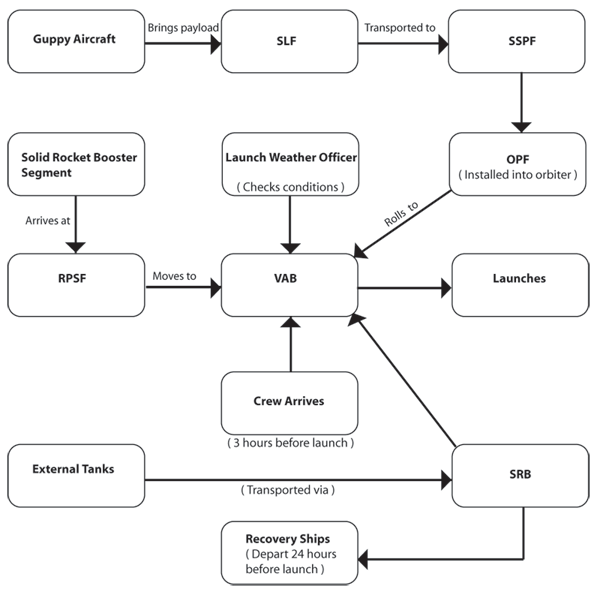 Guppy Aircraft
Brings payload
SLF
Transported to
SSPF
Solid Rocket Booster
Segment
Launch Weather Officer
( Checks conditions )
OPF
( Installed into orbiter )
Arrives at
Rolls to
RPSF
Moves to
VAB
Launches
Crew Arrives
( 3 hours before launch )
External Tanks
( Transported via )
SRB
Recovery Ships
( Depart 24 hours
before launch )